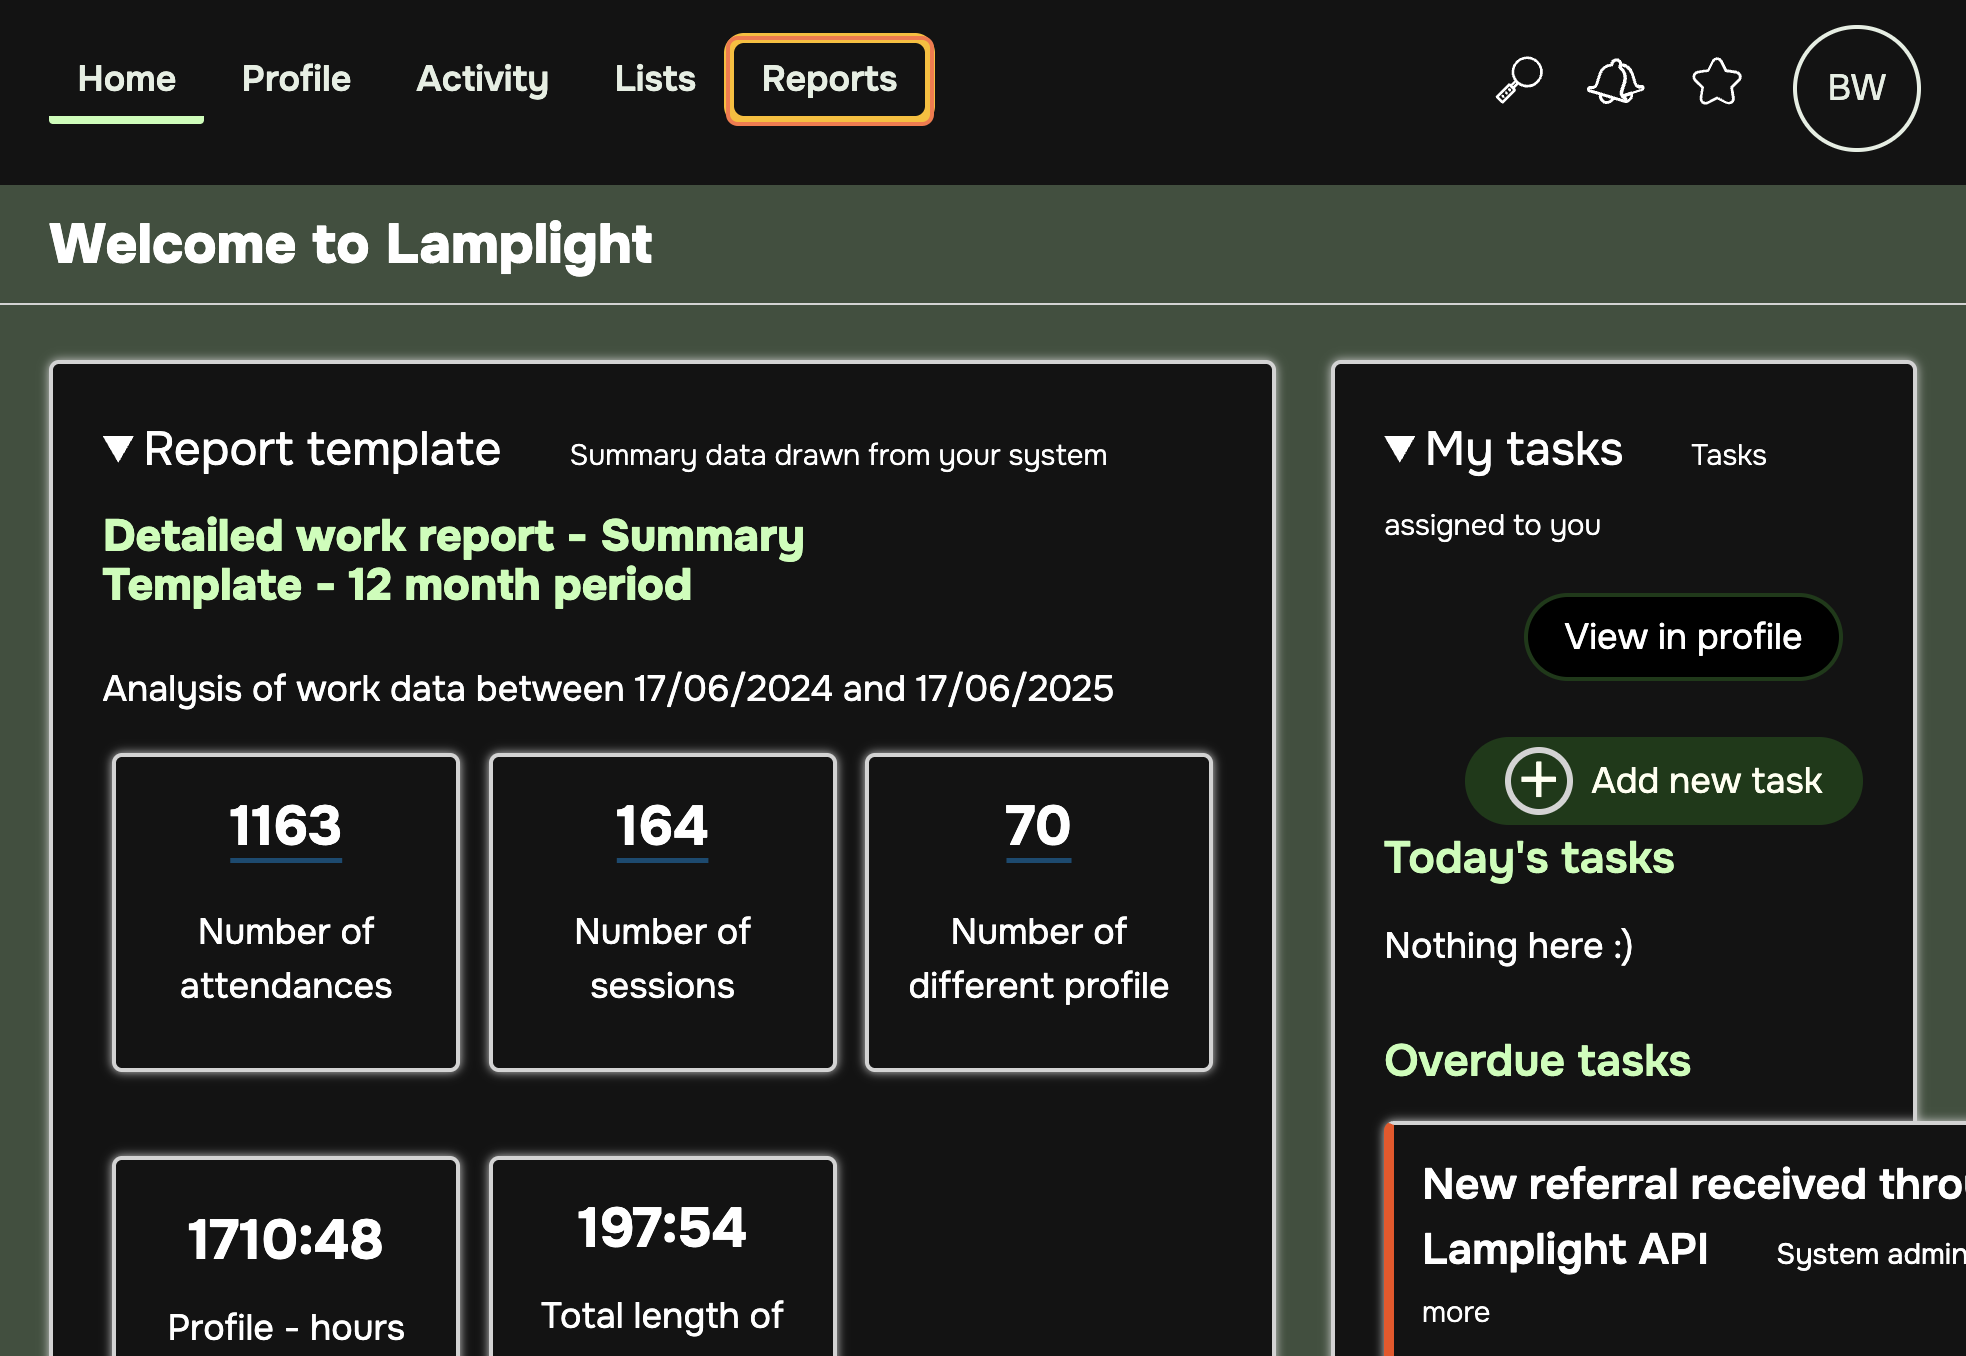 Home Profile Activity Lists Reports BW
Welcome to Lamplight
Report template Summary data drawn from your system
Detailed work report - Summary
Template - 12 month period
Analysis of work data between 17/06/2024 and 17/06/2025
1163
Number of
attendances
164
Number of
sessions
70
Number of
different profile
1710:48
Profile - hours
197:54
Total length of
My tasks Tasks
assigned to you
View in profile
Add new task
Today's tasks
Nothing here :)
Overdue tasks
New referral received throu
Lamplight API System admin
more